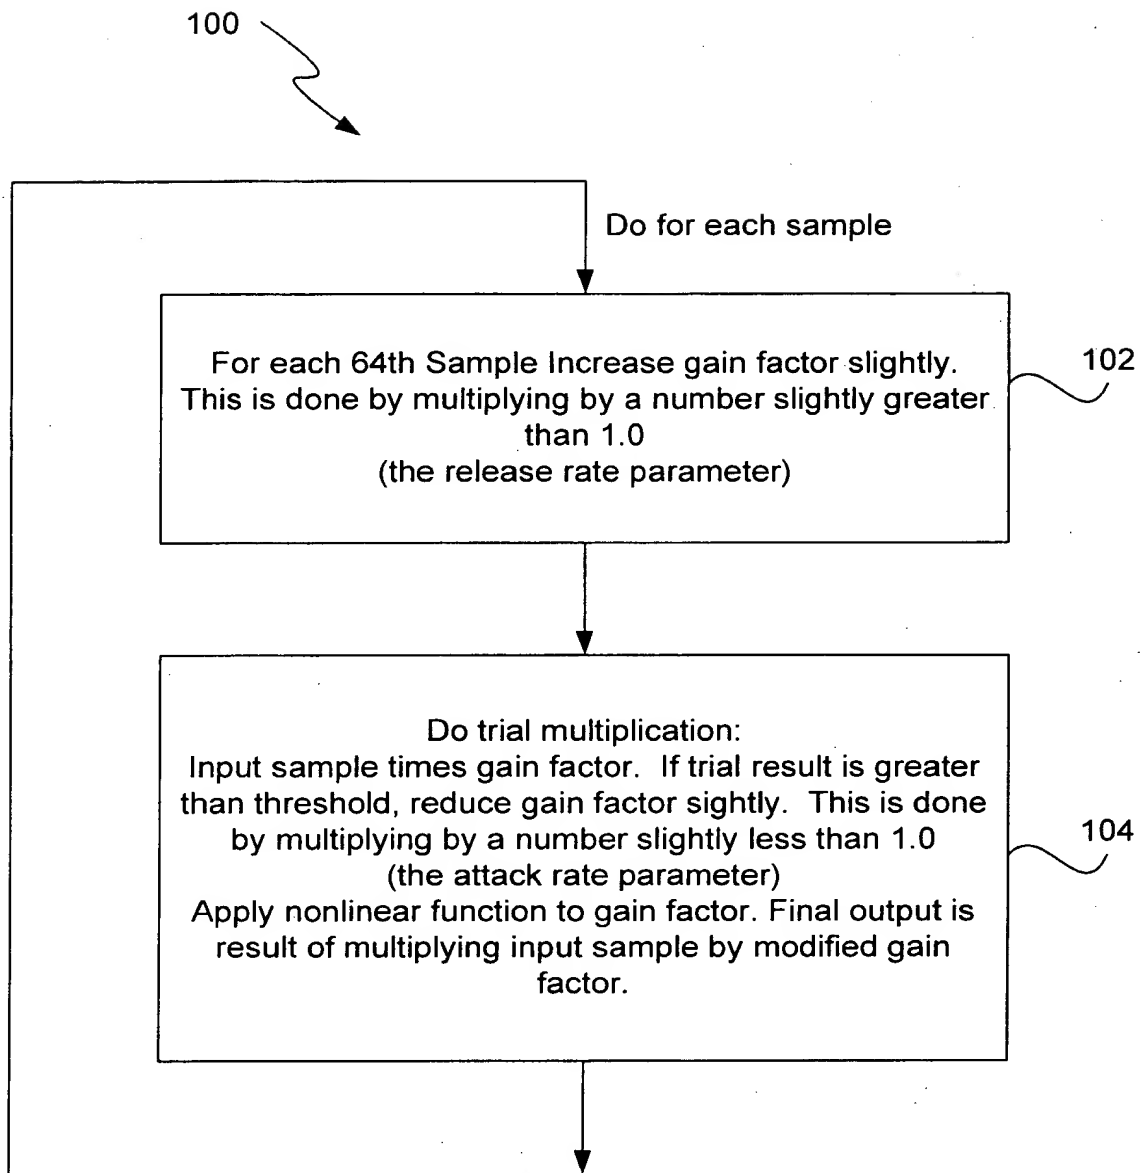 100
Do for each sample
For each 64th Sample Increase gain factor slightly.
This is done by multiplying by a number slightly greater
than 1.0
(the release rate parameter)
102
Do trial multiplication:
Input sample times gain factor. If trial result is greater
than threshold, reduce gain factor sightly. This is done
by multiplying by a number slightly less than 1.0
(the attack rate parameter)
Apply nonlinear function to gain factor. Final output is
result of multiplying input sample by modified gain
factor.
104